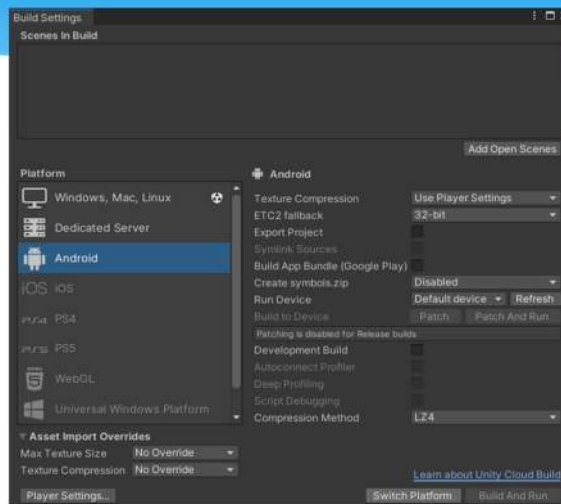 Build Settings
Scenes In Build
Add Open Scenes
Platform
Windows, Mac, Linux
Dedicated Server
Android
iOS iOS
PS4 PS4
PS5 PS5
WebGL
Universal Windows Platform
Android
Texture Compression Use Player Settings
ETC2 fallback 32-bit
Export Project
Symlink Sources
Build App Bundle (Google Play)
Create symbols.zip Disabled
Run Device Default device Refresh
Build to Device Patch Patch And Run
Patching is disabled for Release builds
Development Build
Autoconnect Profiler
Deep Profiling
Script Debugging
Compression Method LZ4
Asset Import Overrides
Max Texture Size No Override
Texture Compression No Override
Learn about Unity Cloud Build
Player Settings... Switch Platform Build And Run